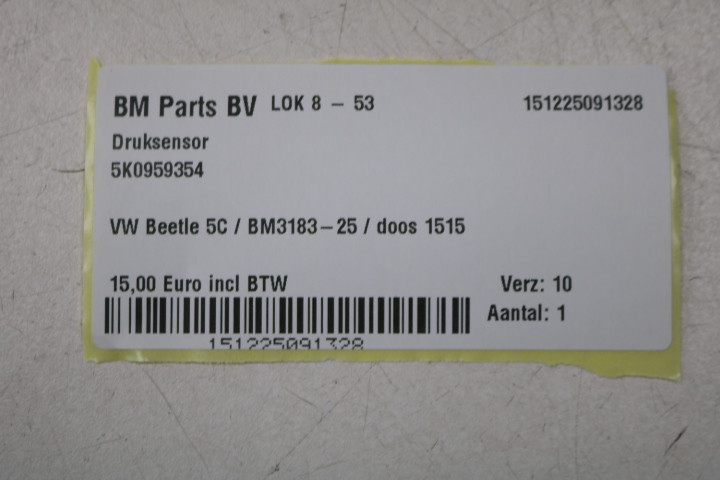 BM Parts BV LOK 8 - 53 151225091328
Druksensor
5K0959354
VW Beetle 5C / BM3183-25 / doos 1515
15,00 Euro incl BTW Verz: 10
Aantal: 1
151225091328